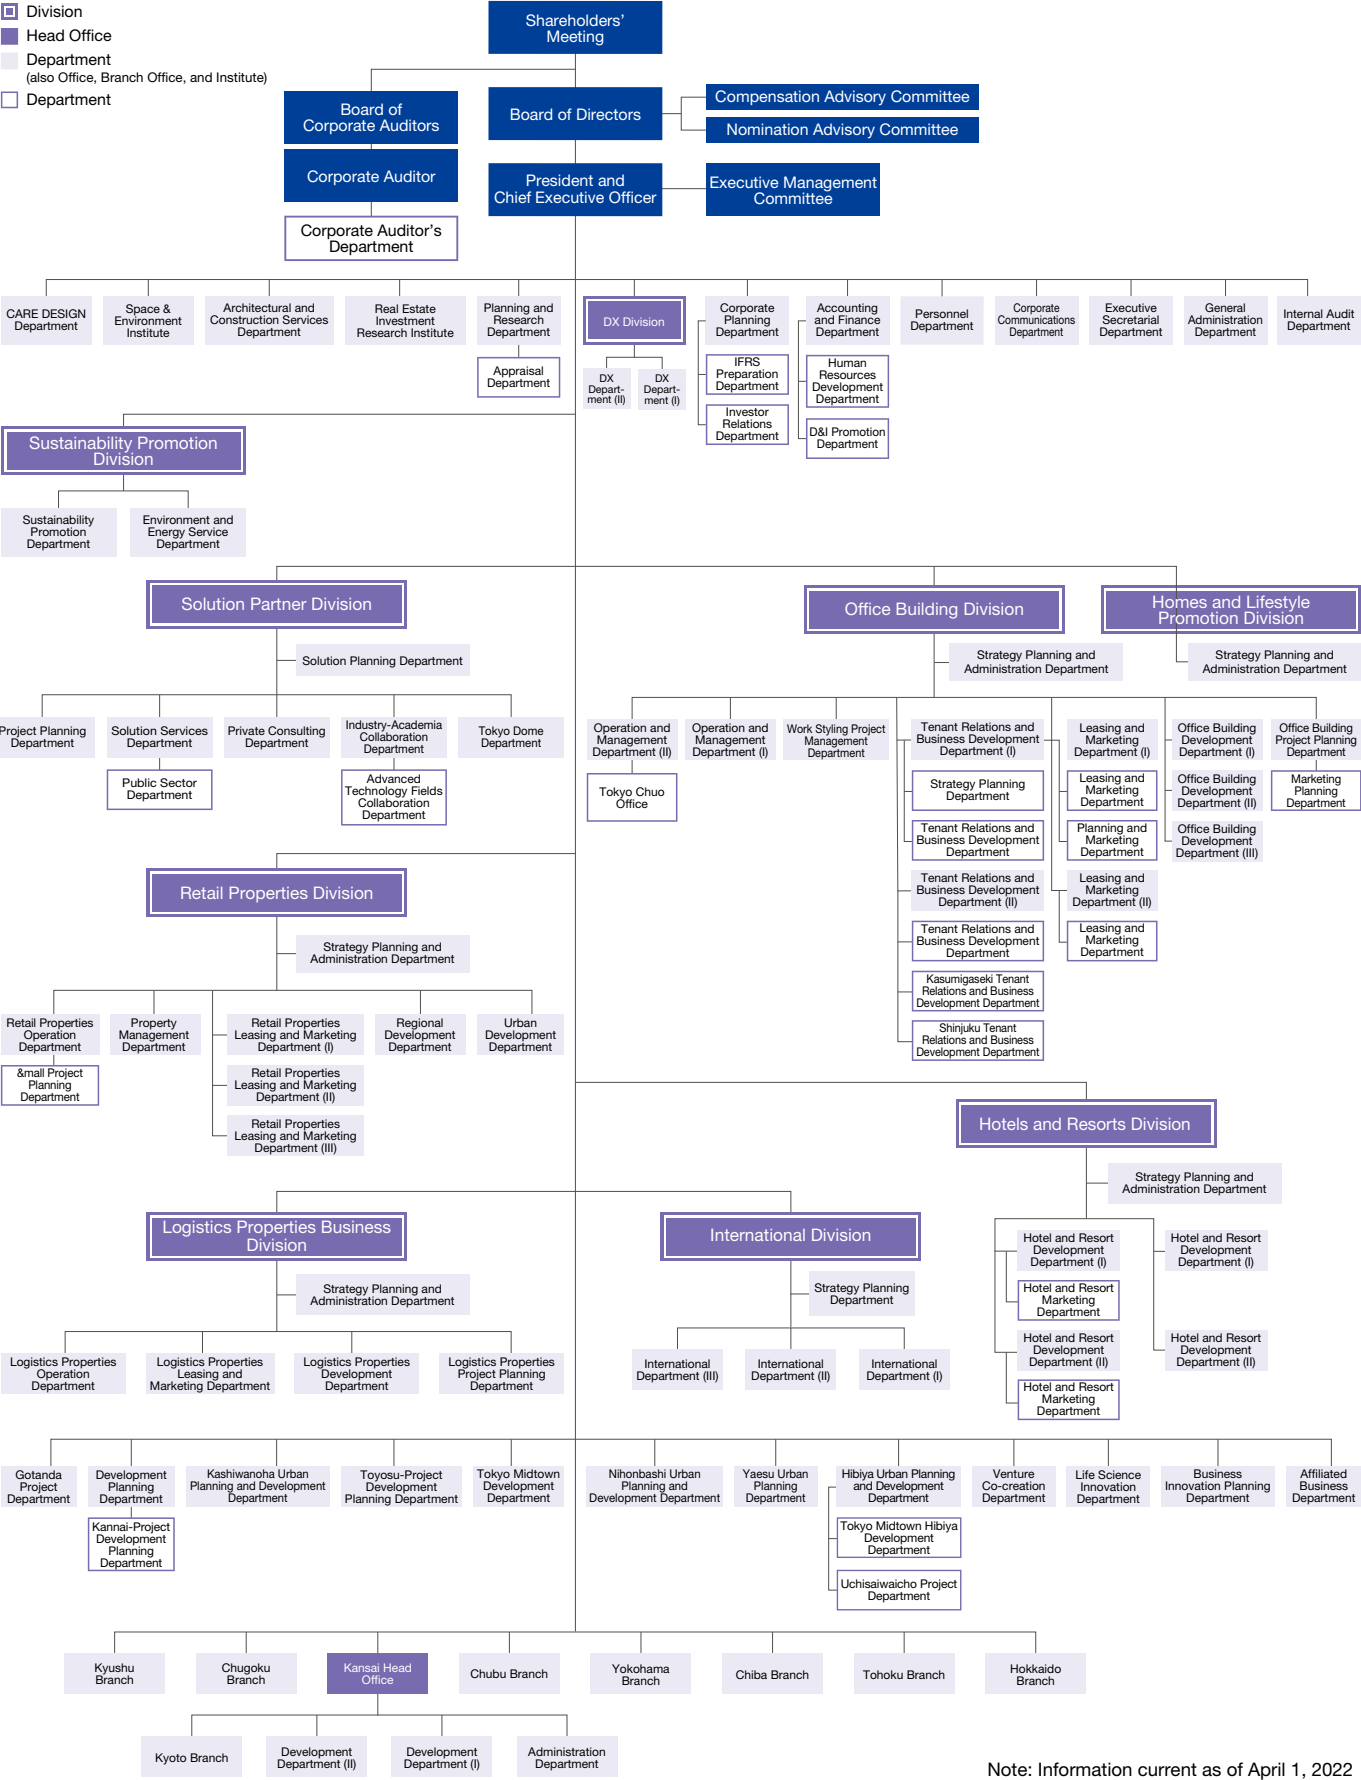 Division
Head Office
Department
(also Office, Branch Office, and Institute)
Department
Shareholders'
Meeting
Board of
Corporate Auditors
Board of Directors
Compensation Advisory Committee
Nomination Advisory Committee
Corporate Auditor
President and
Chief Executive Officer
Executive Management
Committee
Corporate Auditor's
Department
CARE DESIGN
Department
Space &
Environment
Institute
Architectural and
Construction Services
Department
Real Estate
Investment
Research Institute
Planning and
Research
Department
Appraisal
Department
DX Division
DX
Depart-
ment (II)
DX
Depart-
ment (I)
Corporate
Planning
Department
IFRS
Preparation
Department
Investor
Relations
Department
Accounting
and Finance
Department
Human
Resources
Development
Department
D&I Promotion
Department
Personnel
Department
Corporate
Communications
Department
Executive
Secretarial
Department
General
Administration
Department
Internal Audit
Department
Sustainability Promotion
Division
Sustainability
Promotion
Department
Environment and
Energy Service
Department
Solution Partner Division
Solution Planning Department
Project Planning
Department
Solution Services
Department
Public Sector
Department
Private Consulting
Department
Industry-Academia
Collaboration
Department
Advanced
Technology Fields
Collaboration
Department
Tokyo Dome
Department
Office Building Division
Strategy Planning and
Administration Department
Homes and Lifestyle
Promotion Division
Strategy Planning and
Administration Department
Operation and
Management
Department (II)
Tokyo Chuo
Office
Operation and
Management
Department (I)
Work Styling Project
Management
Department
Tenant Relations and
Business Development
Department (I)
Strategy Planning
Department
Tenant Relations and
Business Development
Department
Tenant Relations and
Business Development
Department (II)
Tenant Relations and
Business Development
Department
Kasumigaseki Tenant
Relations and Business
Development Department
Shinjuku Tenant
Relations and Business
Development Department
Leasing and
Marketing
Department (I)
Leasing and
Marketing
Department
Planning and
Marketing
Department
Leasing and
Marketing
Department (II)
Leasing and
Marketing
Department
Office Building
Development
Department (I)
Office Building
Development
Department (II)
Office Building
Development
Department (III)
Office Building
Project Planning
Department
Marketing
Planning
Department
Retail Properties Division
Strategy Planning and
Administration Department
Retail Properties
Operation
Department
&mall Project
Planning
Department
Property
Management
Department
Retail Properties
Leasing and Marketing
Department (I)
Retail Properties
Leasing and Marketing
Department (II)
Retail Properties
Leasing and Marketing
Department (III)
Regional
Development
Department
Urban
Development
Department
Hotels and Resorts Division
Strategy Planning and
Administration Department
Hotel and Resort
Development
Department (I)
Hotel and Resort
Marketing
Department
Hotel and Resort
Development
Department (II)
Hotel and Resort
Marketing
Department
Hotel and Resort
Development
Department (I)
Hotel and Resort
Development
Department (II)
Logistics Properties Business
Division
Strategy Planning and
Administration Department
Logistics Properties
Operation
Department
Logistics Properties
Leasing and
Marketing Department
Logistics Properties
Development
Department
Logistics Properties
Project Planning
Department
International Division
Strategy Planning
Department
International
Department (III)
International
Department (II)
International
Department (I)
Gotanda
Project
Department
Development
Planning
Department
Kannai-Project
Development
Planning
Department
Kashiwanoha Urban
Planning and Development
Department
Toyosu-Project
Development
Planning Department
Tokyo Midtown
Development
Department
Nihonbashi Urban
Planning and
Development Department
Yaesu Urban
Planning
Department
Hibiya Urban Planning
and Development
Department
Tokyo Midtown Hibiya
Development
Department
Uchisaiwaicho Project
Department
Venture
Co-creation
Department
Life Science
Innovation
Department
Business
Innovation Planning
Department
Affiliated
Business
Department
Kyushu
Branch
Chugoku
Branch
Kansai Head
Office
Chubu Branch
Yokohama
Branch
Chiba Branch
Tohoku Branch
Hokkaido
Branch
Kyoto Branch
Development
Department (II)
Development
Department (I)
Administration
Department
Note: Information current as of April 1, 2022